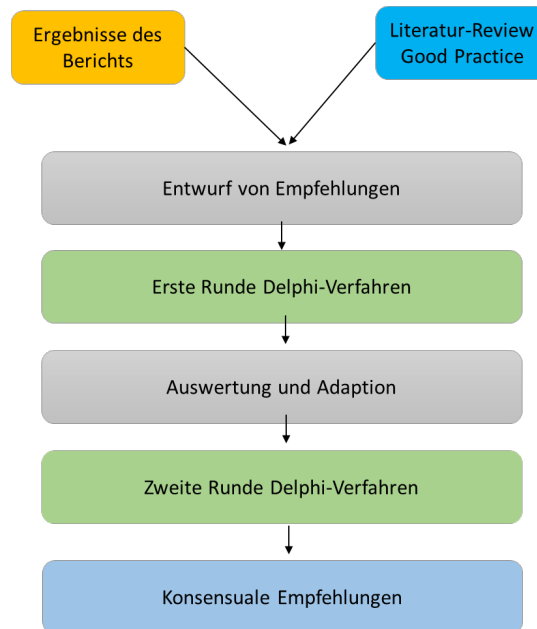 Ergebnisse des
Berichts
Literatur-Review
Good Practice
Entwurf von Empfehlungen
Erste Runde Delphi-Verfahren
Auswertung und Adaption
Zweite Runde Delphi-Verfahren
Konsensuale Empfehlungen